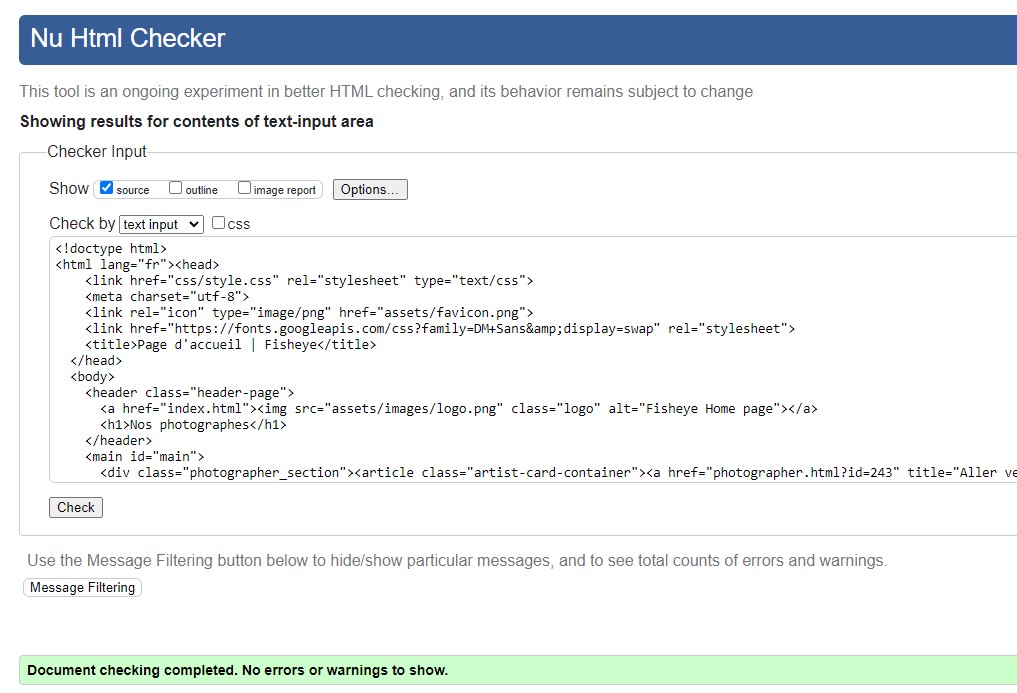 Nu Html Checker
This tool is an ongoing experiment in better HTML checking, and its behavior remains subject to change
Showing results for contents of text-input area
Checker Input
Show source outline image report Options...
Check by text input css
<!doctype html>
<html lang="fr"><head>
    <link href="css/style.css" rel="stylesheet" type="text/css">
    <meta charset="utf-8">
    <link rel="icon" type="image/png" href="assets/favicon.png">
    <link href="https://fonts.googleapis.com/css?family=DM+Sans&amp;display=swap" rel="stylesheet">
    <title>Page d'accueil | Fisheye</title>
  </head>
  <body>
    <header class="header-page">
      <a href="index.html"><img src="assets/images/logo.png" class="logo" alt="Fisheye Home page"></a>
      <h1>Nos photographes</h1>
    </header>
    <main id="main">
      <div class="photographer_section"><article class="artist-card-container"><a href="photographer.html?id=243" title="Aller ve
Check
Use the Message Filtering button below to hide/show particular messages, and to see total counts of errors and warnings.
Message Filtering
Document checking completed. No errors or warnings to show.